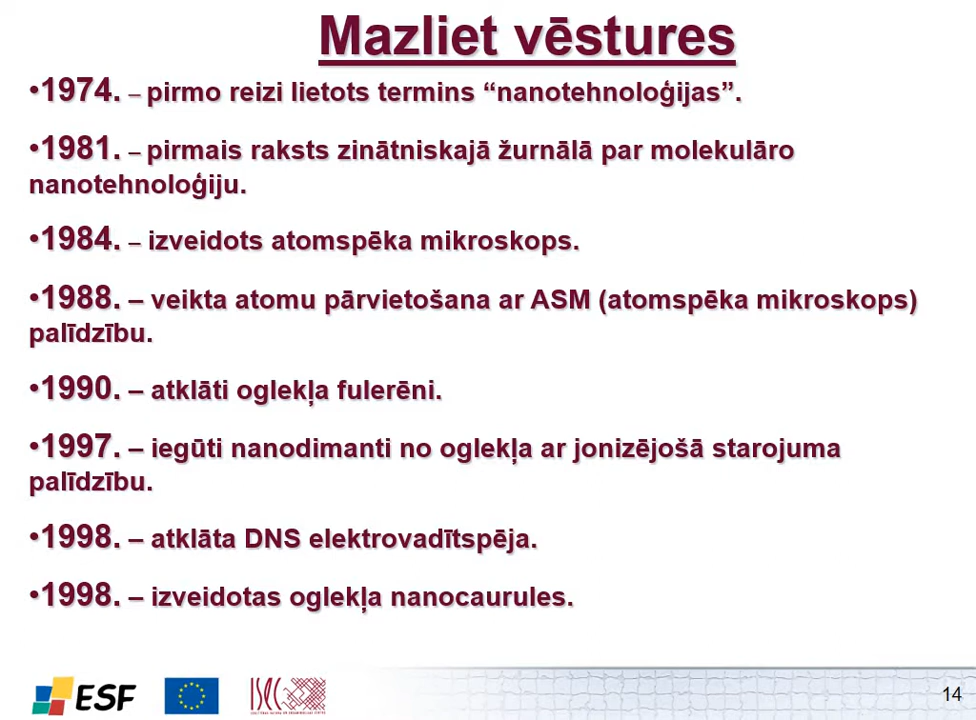 Mazliet vēstures
•1974. – pirmo reizi lietots termins “nanotehnoloģijas”.
•1981. – pirmais raksts zinātniskajā žurnālā par molekulāro
nanotehnoloģiju.
•1984. – izveidots atomspēka mikroskops.
•1988. – veikta atomu pārvietošana ar ASM (atomspēka mikroskops)
palīdzību.
•1990. – atklāti oglekļa fulerēni.
•1997. – iegūti nanodimanti no oglekļa ar jonizējošā starojuma
palīdzību.
•1998. – atklāta DNS elektrovadītspēja.
•1998. – izveidotas oglekļa nanocaurules.
ESF
ISEC
14